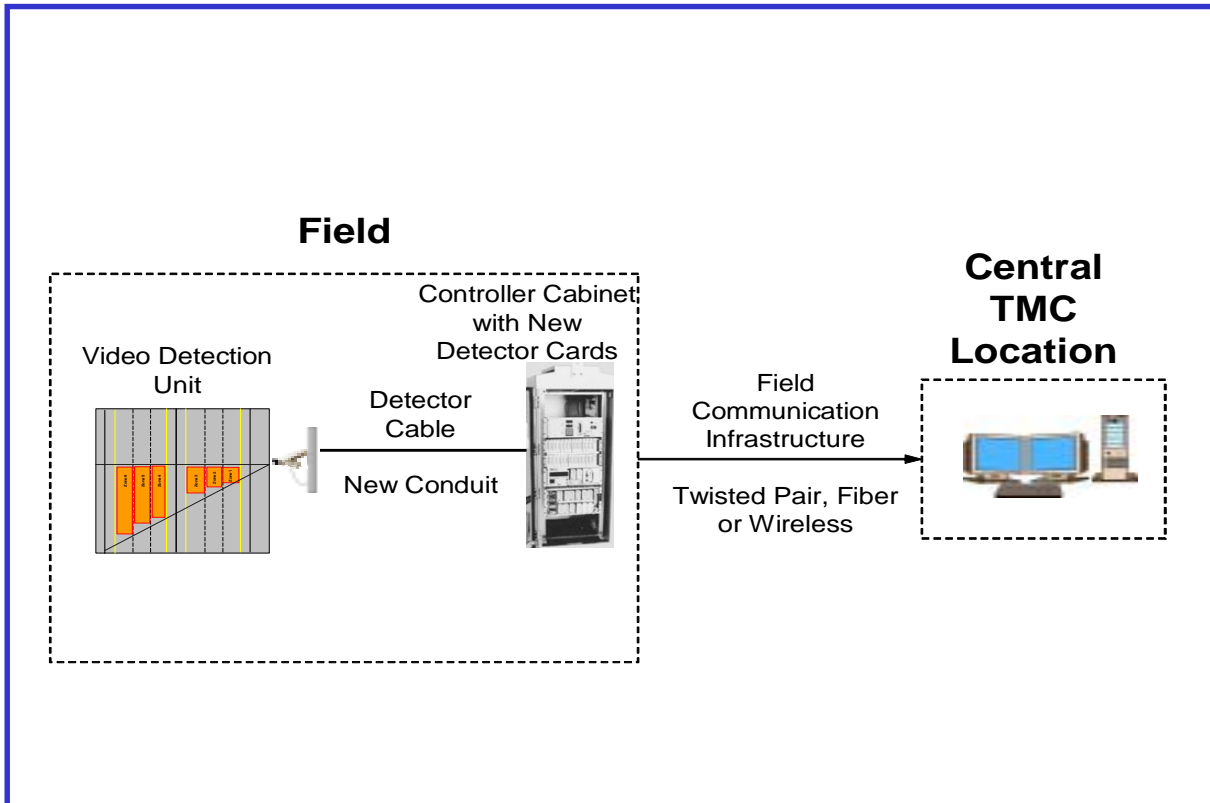 Field
Central
TMC
Location
Controller Cabinet
with New
Detector Cards
Video Detection
Unit
Detector
Cable
New Conduit
Field
Communication
Infrastructure
Twisted Pair, Fiber
or Wireless